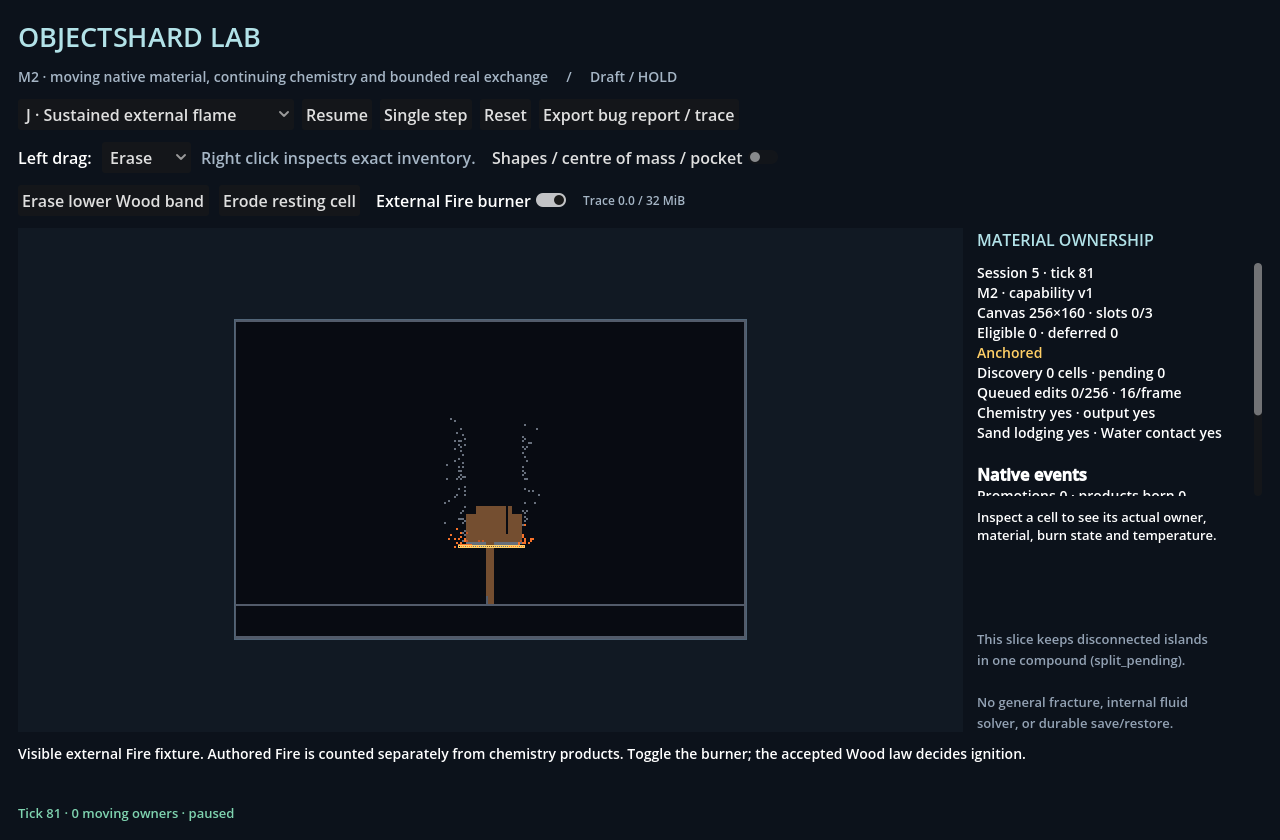 OBJECTSHARD LAB
M2 · moving native material, continuing chemistry and bounded real exchange / Draft / HOLD
J · Sustained external flame Resume Single step Reset Export bug report / trace
Left drag: Erase Right click inspects exact inventory. Shapes / centre of mass / pocket
Erase lower Wood band Erode resting cell External Fire burner Trace 0.0 / 32 MiB
MATERIAL OWNERSHIP
Session 5 · tick 81
M2 · capability v1
Canvas 256×160 · slots 0/3
Eligible 0 · deferred 0
Anchored
Discovery 0 cells · pending 0
Queued edits 0/256 · 16/frame
Chemistry yes · output yes
Sand lodging yes · Water contact yes
Native events
Promotions 0 · products born 0
Inspect a cell to see its actual owner,
material, burn state and temperature.
This slice keeps disconnected islands
in one compound (split_pending).
No general fracture, internal fluid
solver, or durable save/restore.
Visible external Fire fixture. Authored Fire is counted separately from chemistry products. Toggle the burner; the accepted Wood law decides ignition.
Tick 81 · 0 moving owners · paused